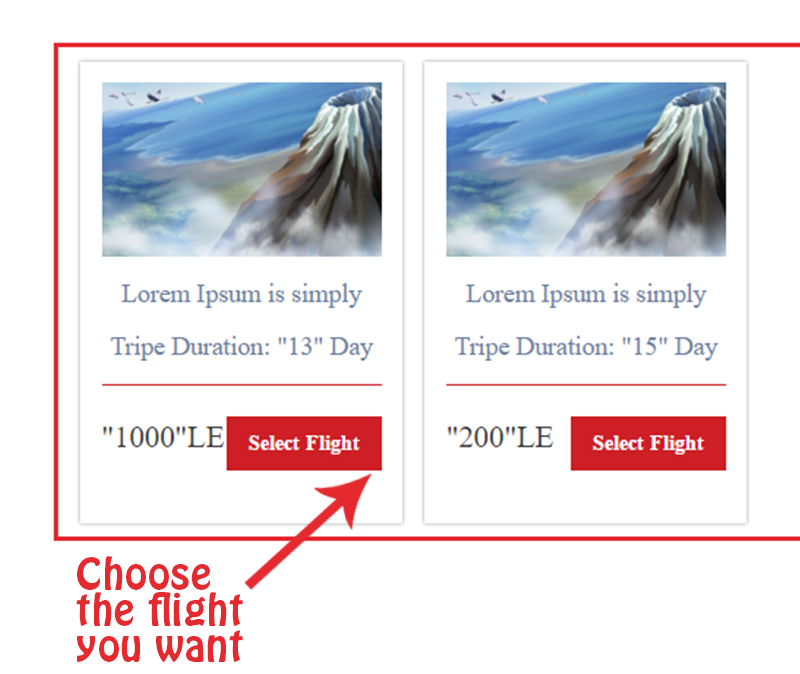 Lorem Ipsum is simply
Tripe Duration: "13" Day
"1000"LE
Select Flight
Lorem Ipsum is simply
Tripe Duration: "15" Day
"200"LE
Select Flight
Choose
the flight
you want